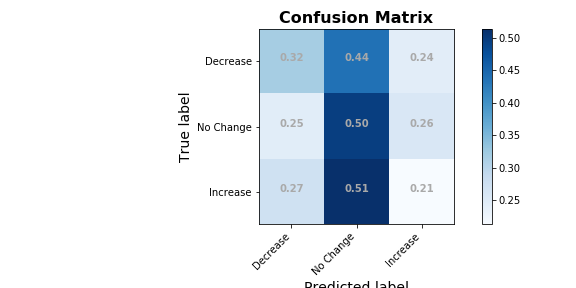 Confusion Matrix
True label
Decrease 0.32 0.44 0.24
No Change 0.25 0.50 0.26
Increase 0.27 0.51 0.21
Decrease No Change Increase
Predicted label
0.50
0.45
0.40
0.35
0.30
0.25